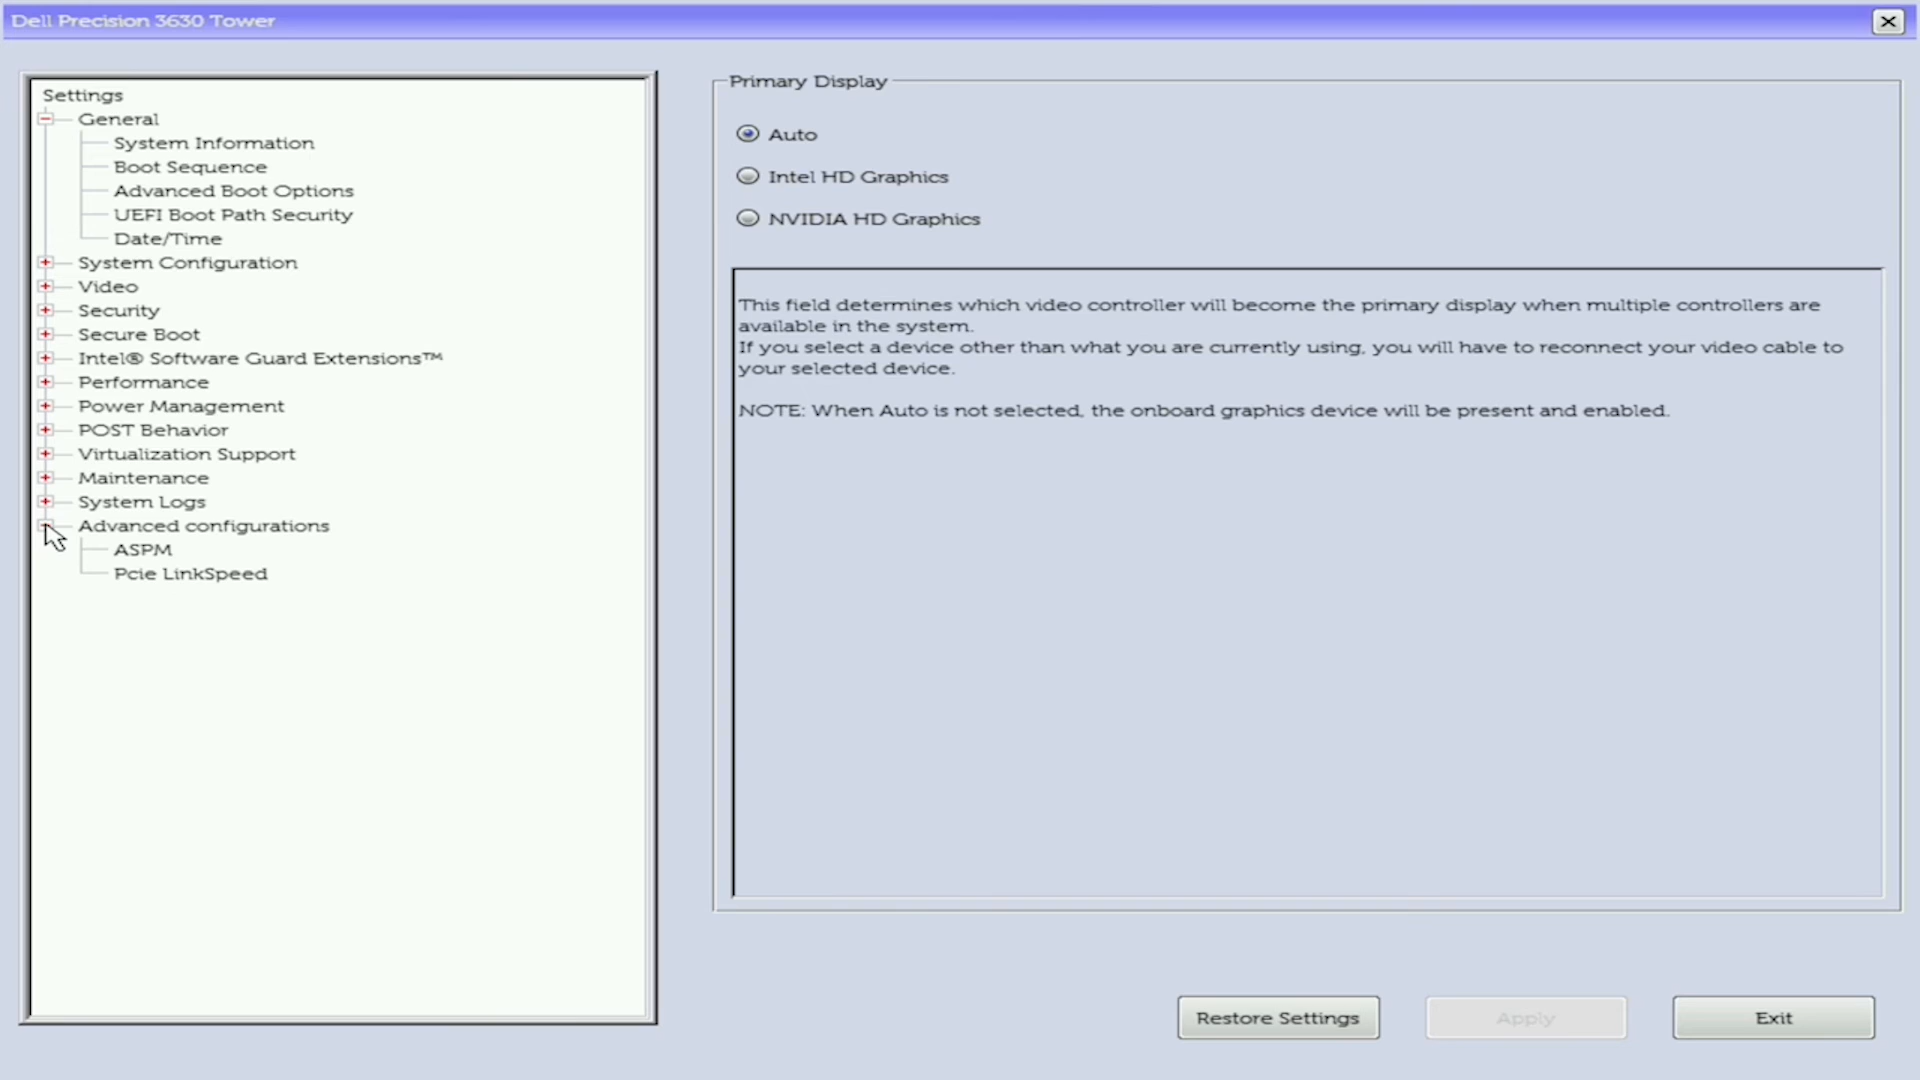 Dell Precision 3630 Tower
Settings
General
System Information
Boot Sequence
Advanced Boot Options
UEFI Boot Path Security
Date/Time
System Configuration
Video
Security
Secure Boot
Intel® Software Guard Extensions™
Performance
Power Management
POST Behavior
Virtualization Support
Maintenance
System Logs
Advanced configurations
ASPM
Pcie LinkSpeed
Primary Display
Auto
Intel HD Graphics
NVIDIA HD Graphics
This field determines which video controller will become the primary display when multiple controllers are
available in the system.
If you select a device other than what you are currently using, you will have to reconnect your video cable to
your selected device.
NOTE: When Auto is not selected, the onboard graphics device will be present and enabled.
Restore Settings
Apply
Exit